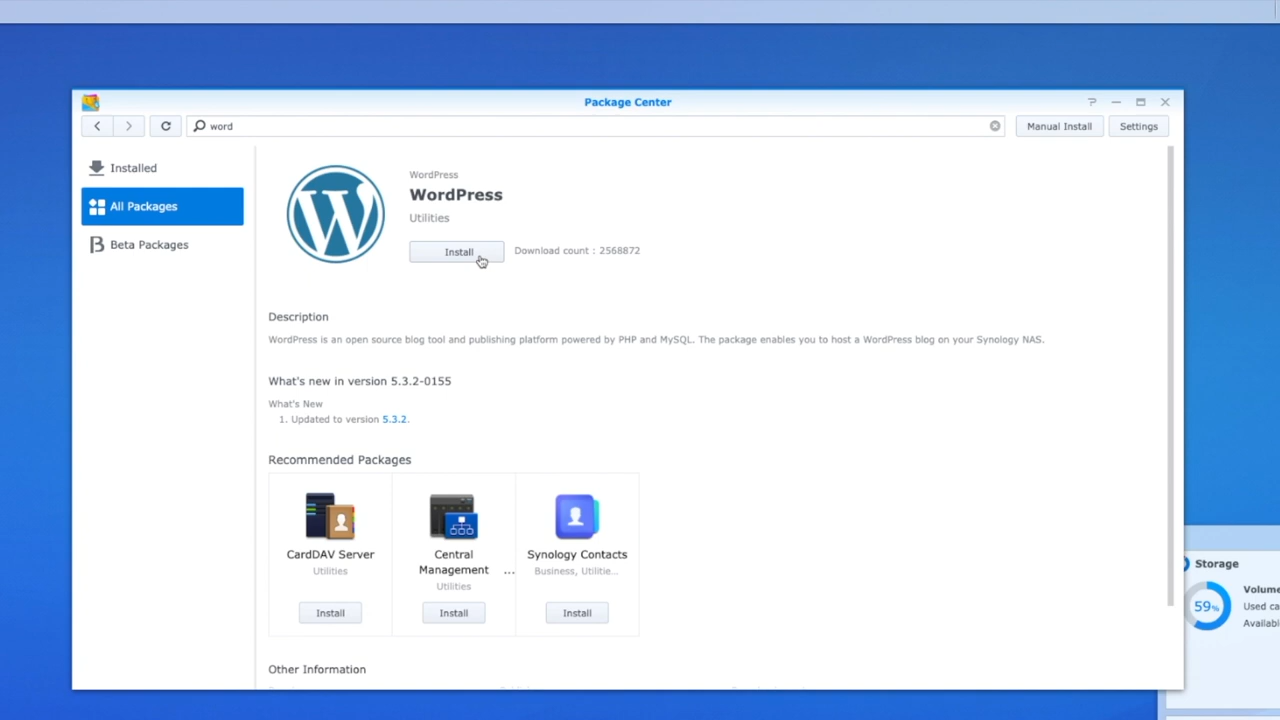 Package Center
word
Manual Install
Settings
Installed
All Packages
Beta Packages
WordPress
WordPress
Utilities
Install
Download count : 2568872
Description
WordPress is an open source blog tool and publishing platform powered by PHP and MySQL. The package enables you to host a WordPress blog on your Synology NAS.
What's new in version 5.3.2-0155
What's New
1. Updated to version 5.3.2.
Recommended Packages
CardDAV Server
Utilities
Install
Central
Management ...
Utilities
Install
Synology Contacts
Business, Utilitie...
Install
Other Information
Storage
59%
Volume
Used ca
Availabl